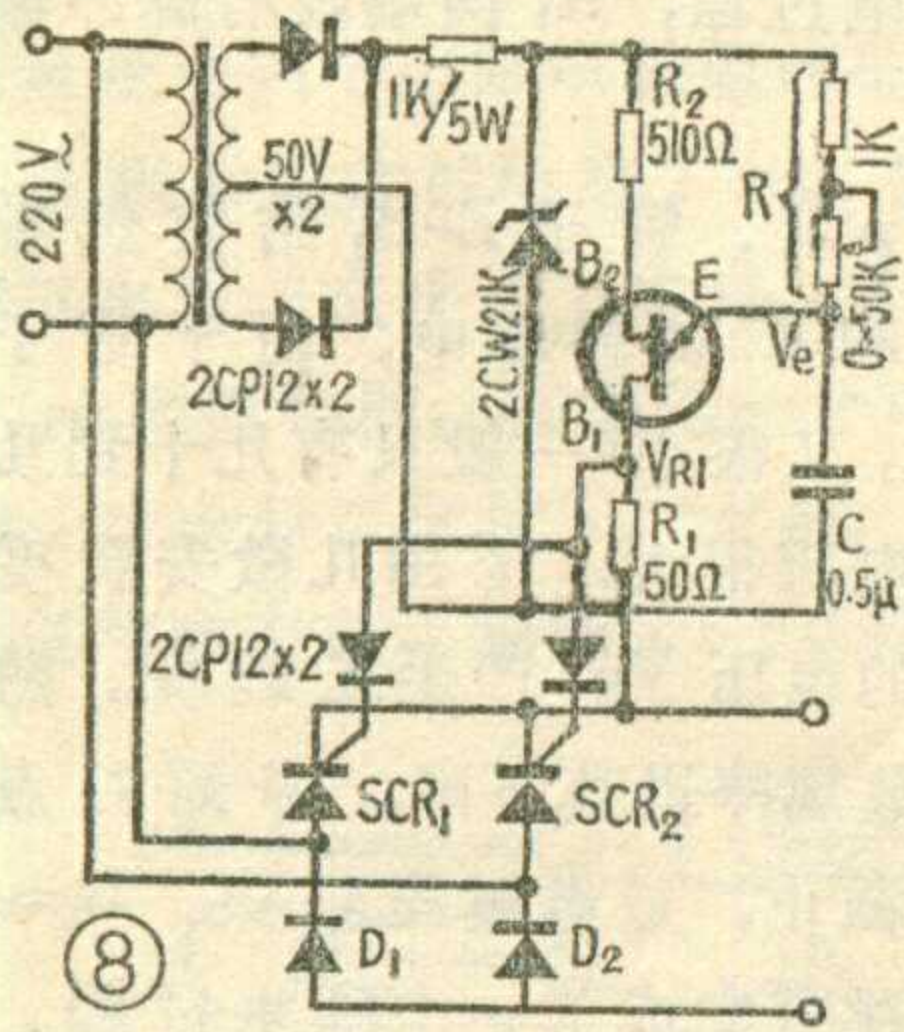 220V~
50V
×2
2CP12×2
1K/5W
2CW21K
R₂
510Ω
R
1K
0~50K
B₂
E
Ve
B₁
VR1
R₁
50Ω
C
0.5μ
2CP12×2
SCR₁
SCR₂
D₁
D₂
8